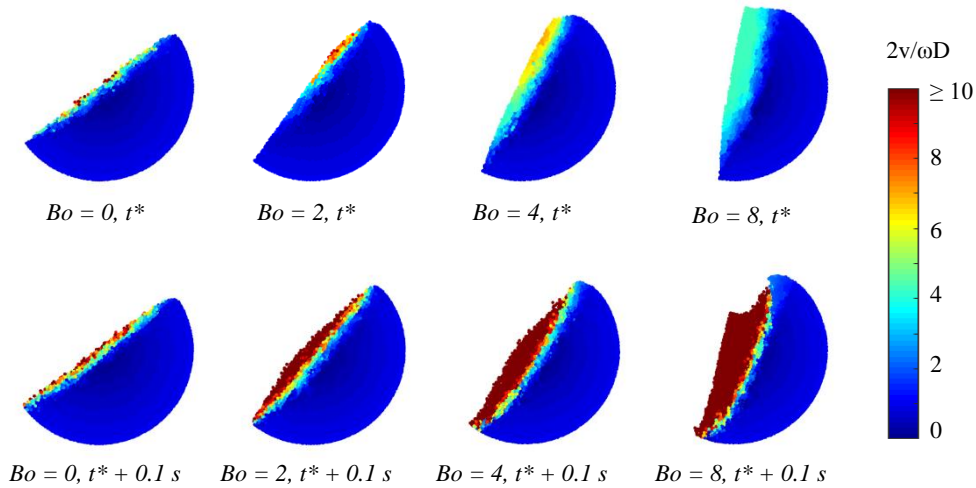 2v/ωD
≥ 10
8
6
4
2
0
Bo = 0, t*
Bo = 2, t*
Bo = 4, t*
Bo = 8, t*
Bo = 0, t* + 0.1 s
Bo = 2, t* + 0.1 s
Bo = 4, t* + 0.1 s
Bo = 8, t* + 0.1 s